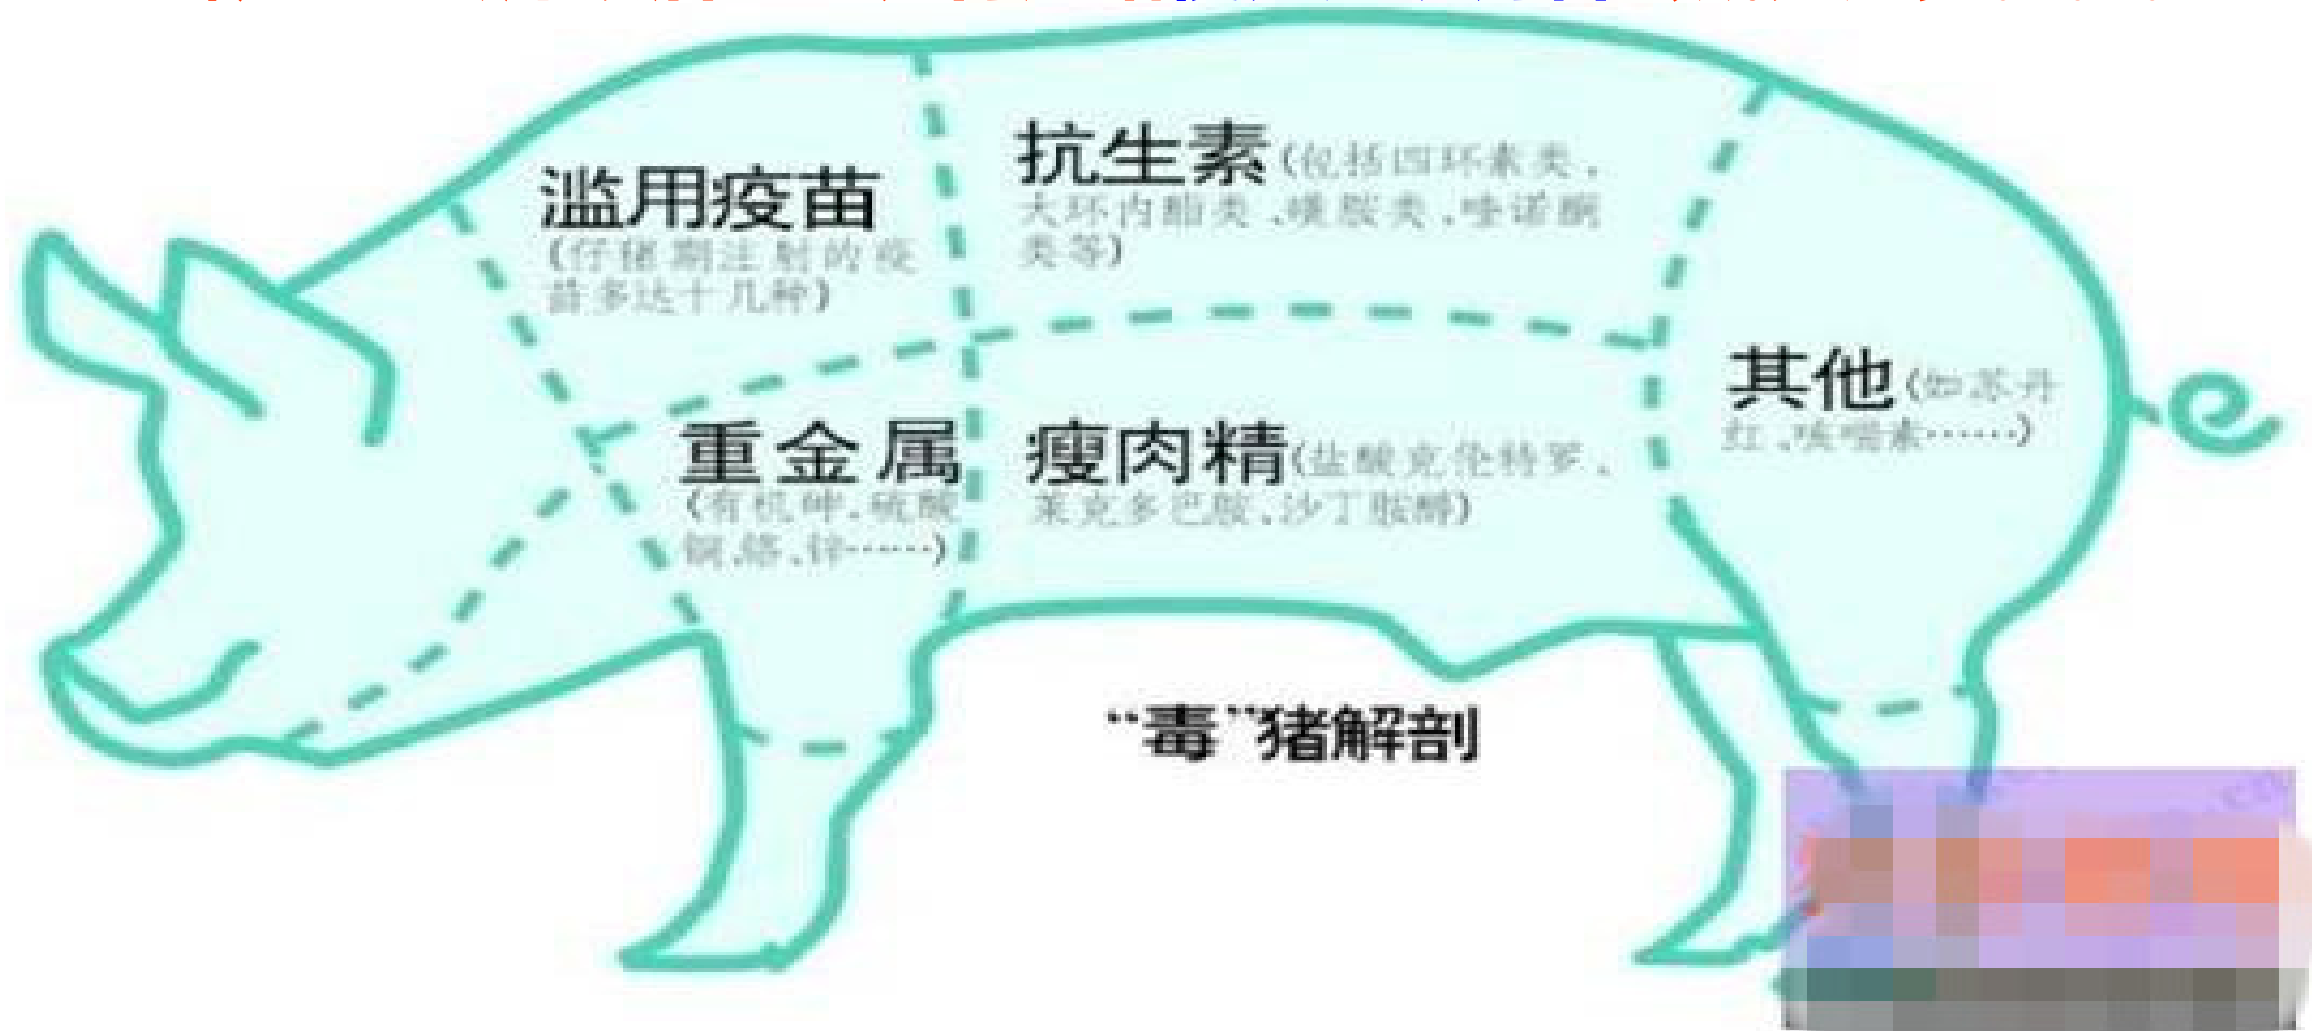 滥用疫苗
(仔猪期注射的疫
苗多达十几种)
抗生素(包括四环素类、
大环内酯类、磺胺类、喹诺酮
类等)
重金属
(有机砷、硫酸
铜、铬、锌……)
瘦肉精(盐酸克伦特罗、
莱克多巴胺、沙丁胺醇)
其他(如苏丹
红、喹噁素……)
“毒”猪解剖